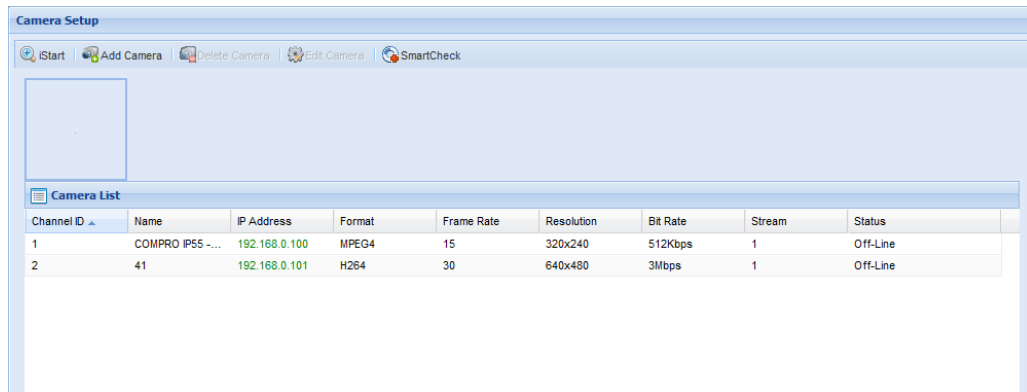 Camera Setup
iStart Add Camera Delete Camera Edit Camera SmartCheck
Camera List
Channel ID Name IP Address Format Frame Rate Resolution Bit Rate Stream Status
1 COMPRO IP55 -... 192.168.0.100 MPEG4 15 320x240 512Kbps 1 Off-Line
2 41 192.168.0.101 H264 30 640x480 3Mbps 1 Off-Line